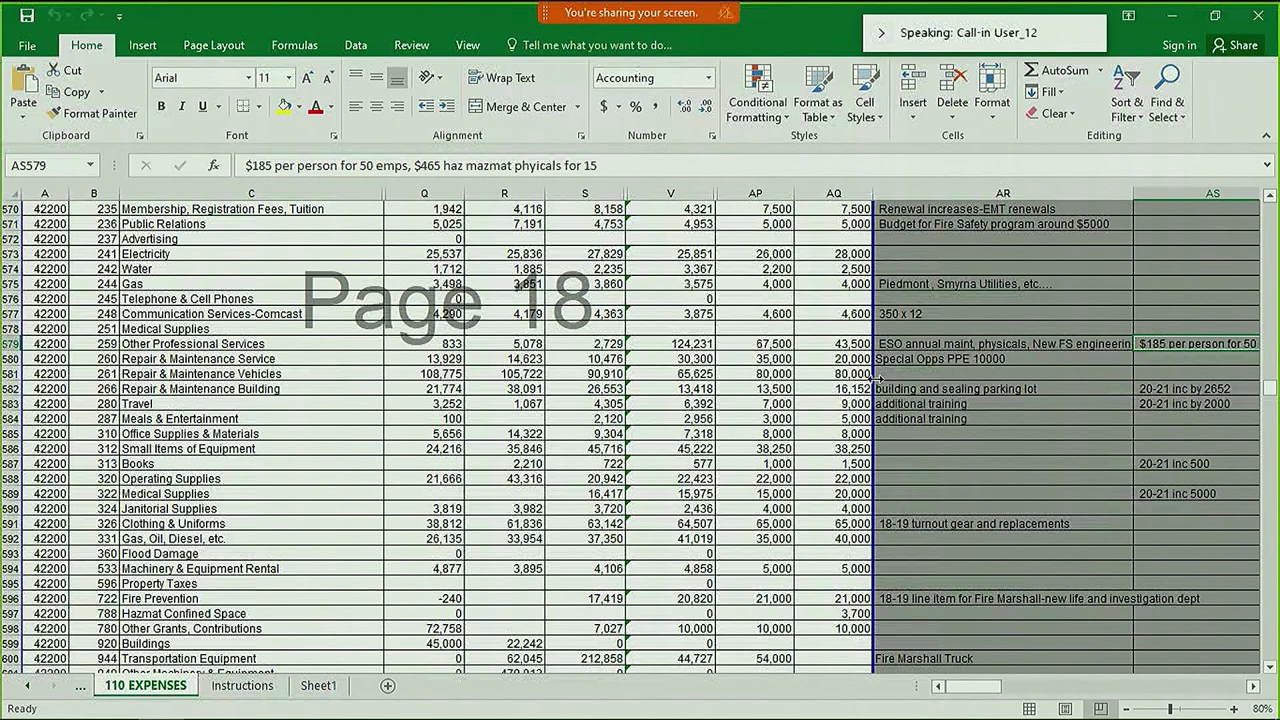 You're sharing your screen.
Speaking: Call-in User_12
File Home Insert Page Layout Formulas Data Review View Tell me what you want to do... Sign in Share
Paste Cut Copy Format Painter Clipboard
Arial 11 Font
Wrap Text Merge & Center Alignment
Accounting $ % , Number
Conditional Formatting Format as Table Cell Styles Styles
Insert Delete Format Cells
AutoSum Fill Clear Sort & Filter Find & Select Editing
AS579 fx $185 per person for 50 emps, $465 haz mazmat phyicals for 15
A B C Q R S V AP AQ AR AS
570 42200 235 Membership, Registration Fees, Tuition 1,942 4,116 8,158 4,321 7,500 7,500 Renewal increases-EMT renewals
571 42200 236 Public Relations 5,025 7,191 4,753 4,953 5,000 5,000 Budget for Fire Safety program around $5000
572 42200 237 Advertising 0
573 42200 241 Electricity 25,537 25,836 27,829 25,851 26,000 28,000
574 42200 242 Water 1,712 1,885 2,235 3,367 2,200 2,500
575 42200 244 Gas 3,498 3,851 3,860 3,575 4,000 4,000 Piedmont , Smyrna Utilities, etc....
Page 18
576 42200 245 Telephone & Cell Phones 0 0
577 42200 248 Communication Services-Comcast 4,290 4,179 4,363 3,875 4,600 4,600 350 x 12
578 42200 251 Medical Supplies
579 42200 259 Other Professional Services 833 5,078 2,729 124,231 67,500 43,500 ESO annual maint, physicals, New FS engineerin $185 per person for 50
580 42200 260 Repair & Maintenance Service 13,929 14,623 10,476 30,300 35,000 20,000 Special Opps PPE 10000
581 42200 261 Repair & Maintenance Vehicles 108,775 105,722 90,910 65,625 80,000 80,000
582 42200 266 Repair & Maintenance Building 21,774 38,091 26,553 13,418 13,500 16,152 building and sealing parking lot 20-21 inc by 2652
583 42200 280 Travel 3,252 1,067 4,305 6,392 7,000 9,000 additional training 20-21 inc by 2000
584 42200 287 Meals & Entertainment 100 2,120 2,956 3,000 5,000 additional training
585 42200 310 Office Supplies & Materials 5,656 14,322 9,304 7,318 8,000 8,000
586 42200 312 Small Items of Equipment 24,216 35,846 45,716 45,222 38,250 38,250
587 42200 313 Books 2,210 722 577 1,000 1,500 20-21 inc 500
588 42200 320 Operating Supplies 21,666 43,316 20,942 22,423 22,000 22,000
589 42200 322 Medical Supplies 16,417 15,975 15,000 20,000 20-21 inc 5000
590 42200 324 Janitorial Supplies 3,819 3,982 3,720 2,436 4,000 4,000
591 42200 326 Clothing & Uniforms 38,812 61,836 63,142 64,507 65,000 65,000 18-19 turnout gear and replacements
592 42200 331 Gas, Oil, Diesel, etc. 26,135 33,954 37,350 41,019 35,000 40,000
593 42200 360 Flood Damage 0 0
594 42200 533 Machinery & Equipment Rental 4,877 3,895 4,106 4,858 5,000 5,000
595 42200 596 Property Taxes 0
596 42200 722 Fire Prevention -240 17,419 20,820 21,000 21,000 18-19 line item for Fire Marshall-new life and investigation dept
597 42200 788 Hazmat Confined Space 0 0 3,700
598 42200 780 Other Grants, Contributions 72,758 7,027 10,000 10,000 10,000
599 42200 920 Buildings 45,000 22,242 0 0
600 42200 944 Transportation Equipment 0 62,045 212,858 44,727 54,000 Fire Marshall Truck
... 110 EXPENSES Instructions Sheet1
Ready 80%